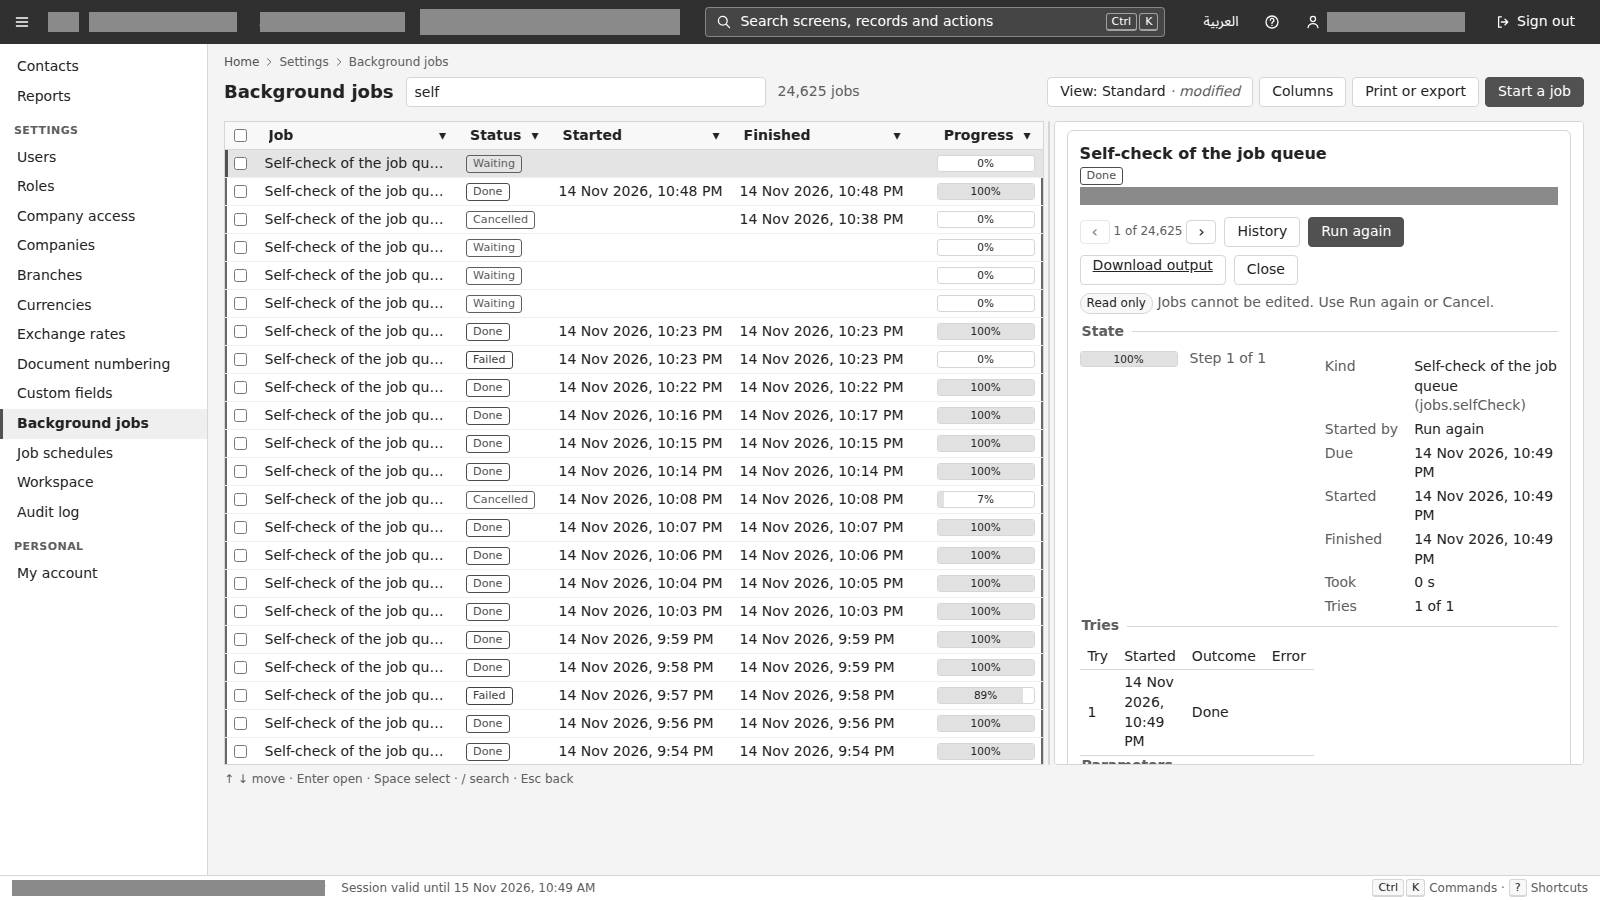 Search screens, records and actions Ctrl K
العربية
Sign out
Contacts
Reports
SETTINGS
Users
Roles
Company access
Companies
Branches
Currencies
Exchange rates
Document numbering
Custom fields
Background jobs
Job schedules
Workspace
Audit log
PERSONAL
My account
Home > Settings > Background jobs
Background jobs
self
24,625 jobs
View: Standard · modified
Columns
Print or export
Start a job
Job Status Started Finished Progress
Self-check of the job qu… Waiting 0%
Self-check of the job qu… Done 14 Nov 2026, 10:48 PM 14 Nov 2026, 10:48 PM 100%
Self-check of the job qu… Cancelled 14 Nov 2026, 10:38 PM 0%
Self-check of the job qu… Waiting 0%
Self-check of the job qu… Waiting 0%
Self-check of the job qu… Waiting 0%
Self-check of the job qu… Done 14 Nov 2026, 10:23 PM 14 Nov 2026, 10:23 PM 100%
Self-check of the job qu… Failed 14 Nov 2026, 10:23 PM 14 Nov 2026, 10:23 PM 0%
Self-check of the job qu… Done 14 Nov 2026, 10:22 PM 14 Nov 2026, 10:22 PM 100%
Self-check of the job qu… Done 14 Nov 2026, 10:16 PM 14 Nov 2026, 10:17 PM 100%
Self-check of the job qu… Done 14 Nov 2026, 10:15 PM 14 Nov 2026, 10:15 PM 100%
Self-check of the job qu… Done 14 Nov 2026, 10:14 PM 14 Nov 2026, 10:14 PM 100%
Self-check of the job qu… Cancelled 14 Nov 2026, 10:08 PM 14 Nov 2026, 10:08 PM 7%
Self-check of the job qu… Done 14 Nov 2026, 10:07 PM 14 Nov 2026, 10:07 PM 100%
Self-check of the job qu… Done 14 Nov 2026, 10:06 PM 14 Nov 2026, 10:06 PM 100%
Self-check of the job qu… Done 14 Nov 2026, 10:04 PM 14 Nov 2026, 10:05 PM 100%
Self-check of the job qu… Done 14 Nov 2026, 10:03 PM 14 Nov 2026, 10:03 PM 100%
Self-check of the job qu… Done 14 Nov 2026, 9:59 PM 14 Nov 2026, 9:59 PM 100%
Self-check of the job qu… Done 14 Nov 2026, 9:58 PM 14 Nov 2026, 9:59 PM 100%
Self-check of the job qu… Failed 14 Nov 2026, 9:57 PM 14 Nov 2026, 9:58 PM 89%
Self-check of the job qu… Done 14 Nov 2026, 9:56 PM 14 Nov 2026, 9:56 PM 100%
Self-check of the job qu… Done 14 Nov 2026, 9:54 PM 14 Nov 2026, 9:54 PM 100%
↑ ↓ move · Enter open · Space select · / search · Esc back
Self-check of the job queue
Done
‹ 1 of 24,625 › History Run again
Download output Close
Read only Jobs cannot be edited. Use Run again or Cancel.
State
100% Step 1 of 1
Kind Self-check of the job
queue
(jobs.selfCheck)
Started by Run again
Due 14 Nov 2026, 10:49
PM
Started 14 Nov 2026, 10:49
PM
Finished 14 Nov 2026, 10:49
PM
Took 0 s
Tries 1 of 1
Tries
Try Started Outcome Error
1 14 Nov
2026,
10:49
PM Done
Parameters
Session valid until 15 Nov 2026, 10:49 AM
Ctrl K Commands · ? Shortcuts